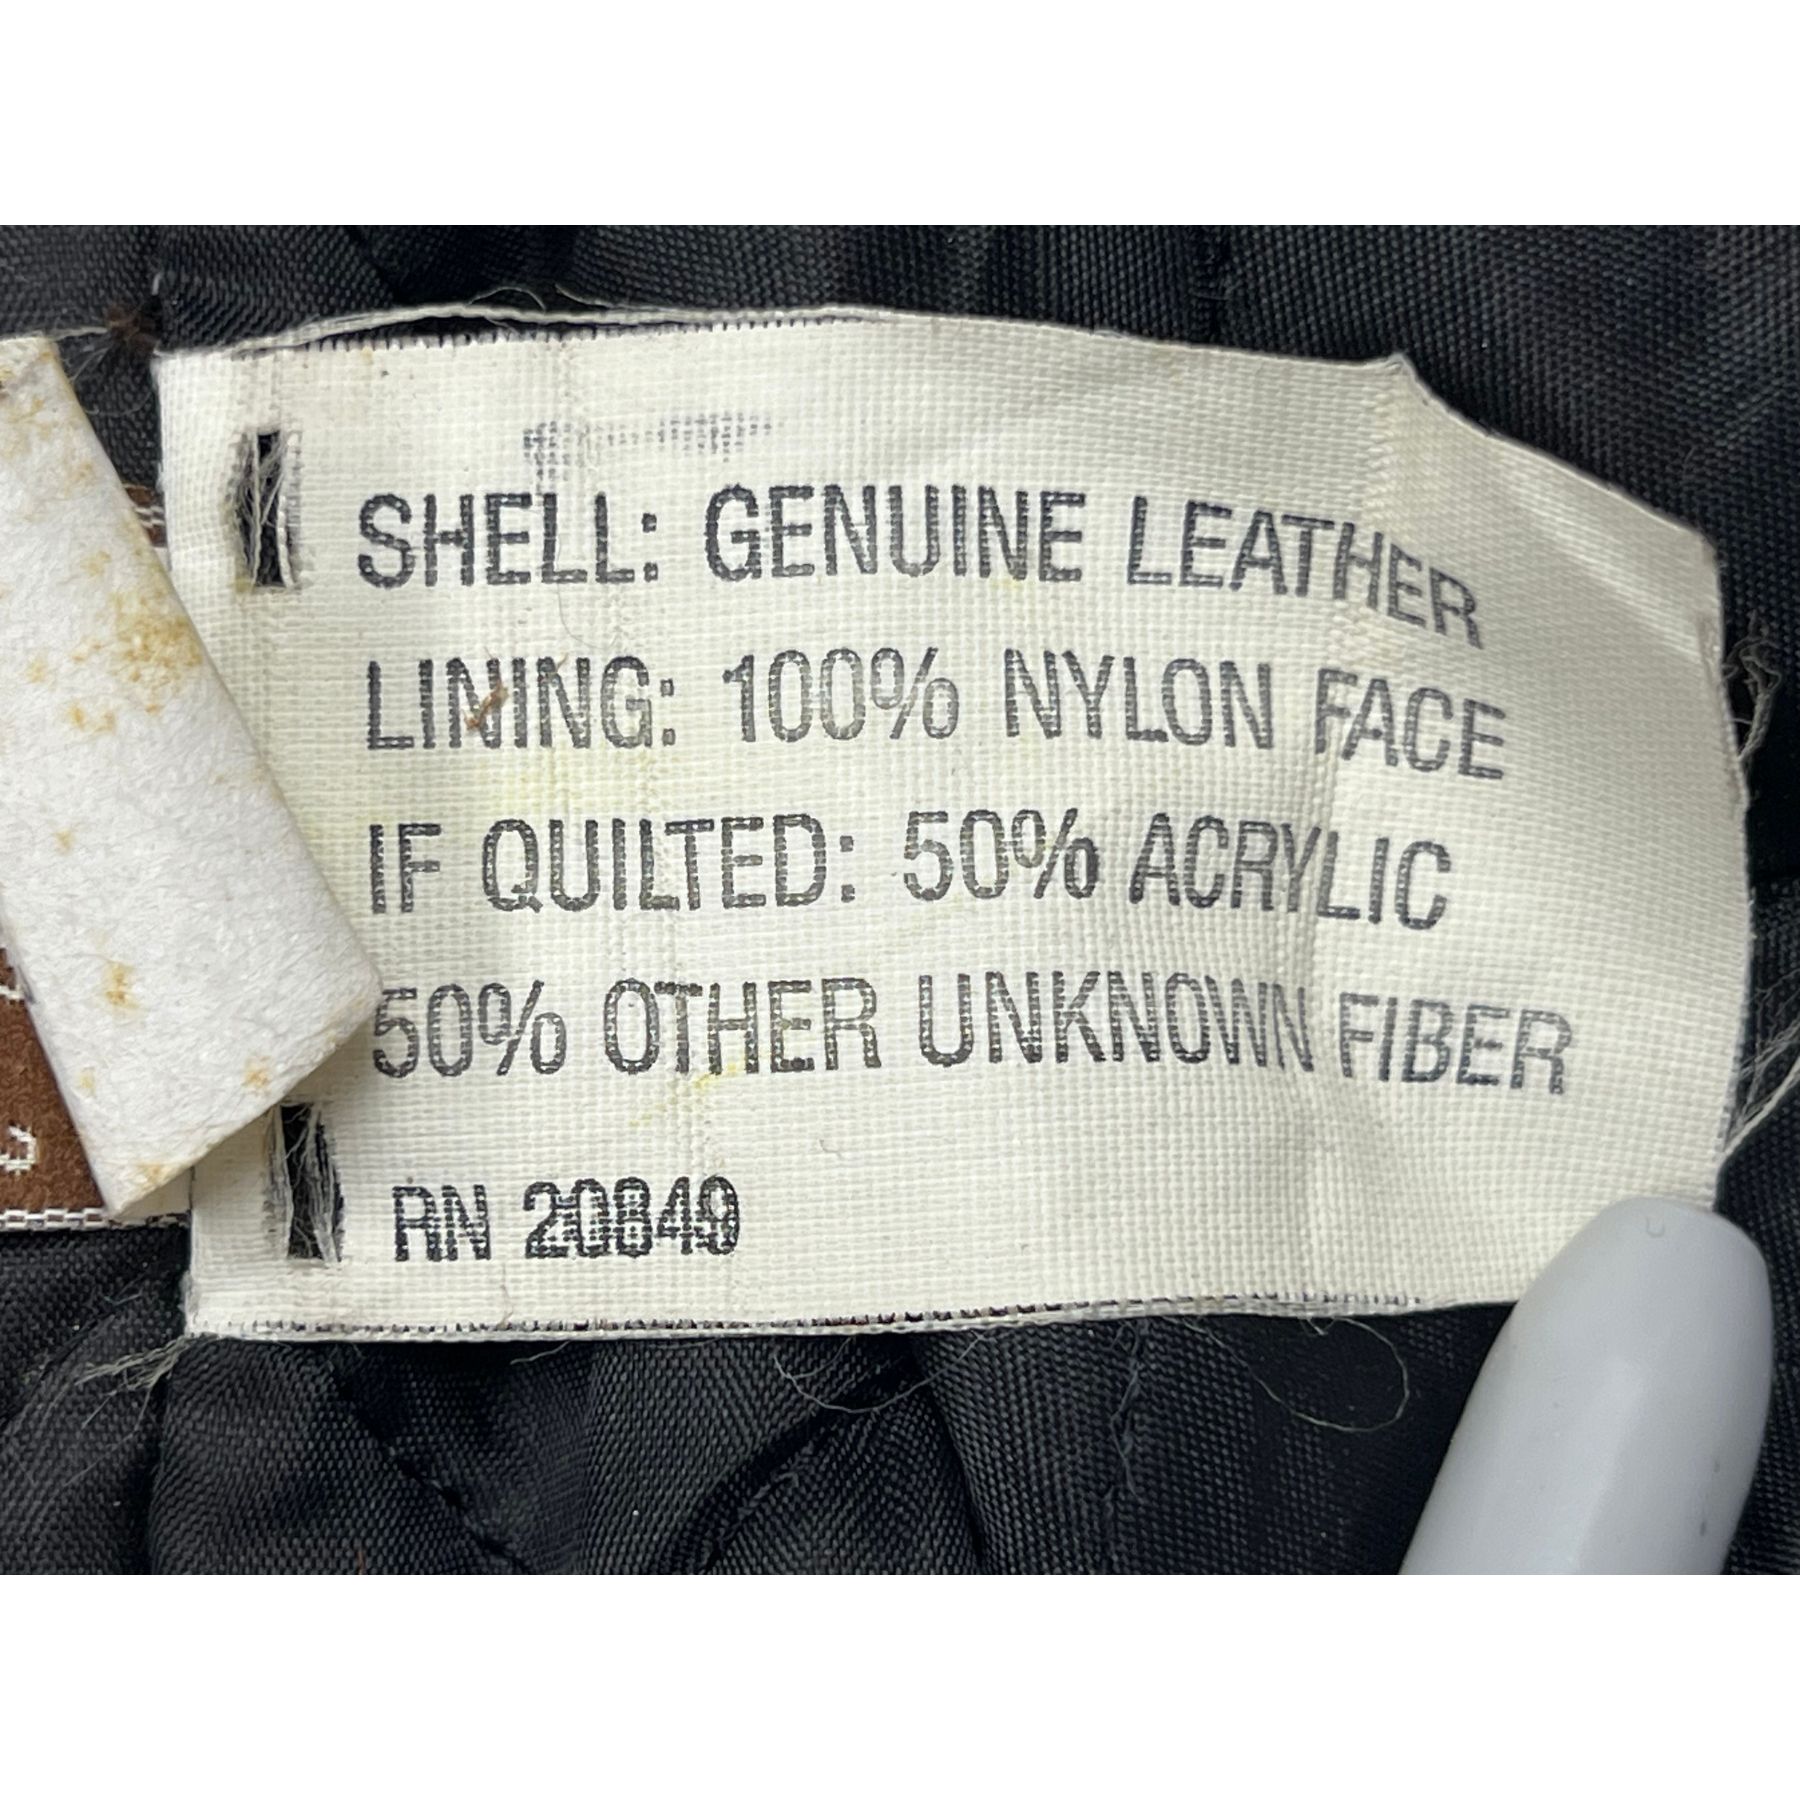 SHELL: GENUINE LEATHER
LINING: 100% NYLON FACE
IF QUILTED: 50% ACRYLIC
50% OTHER UNKNOWN FIBER
RN 20849